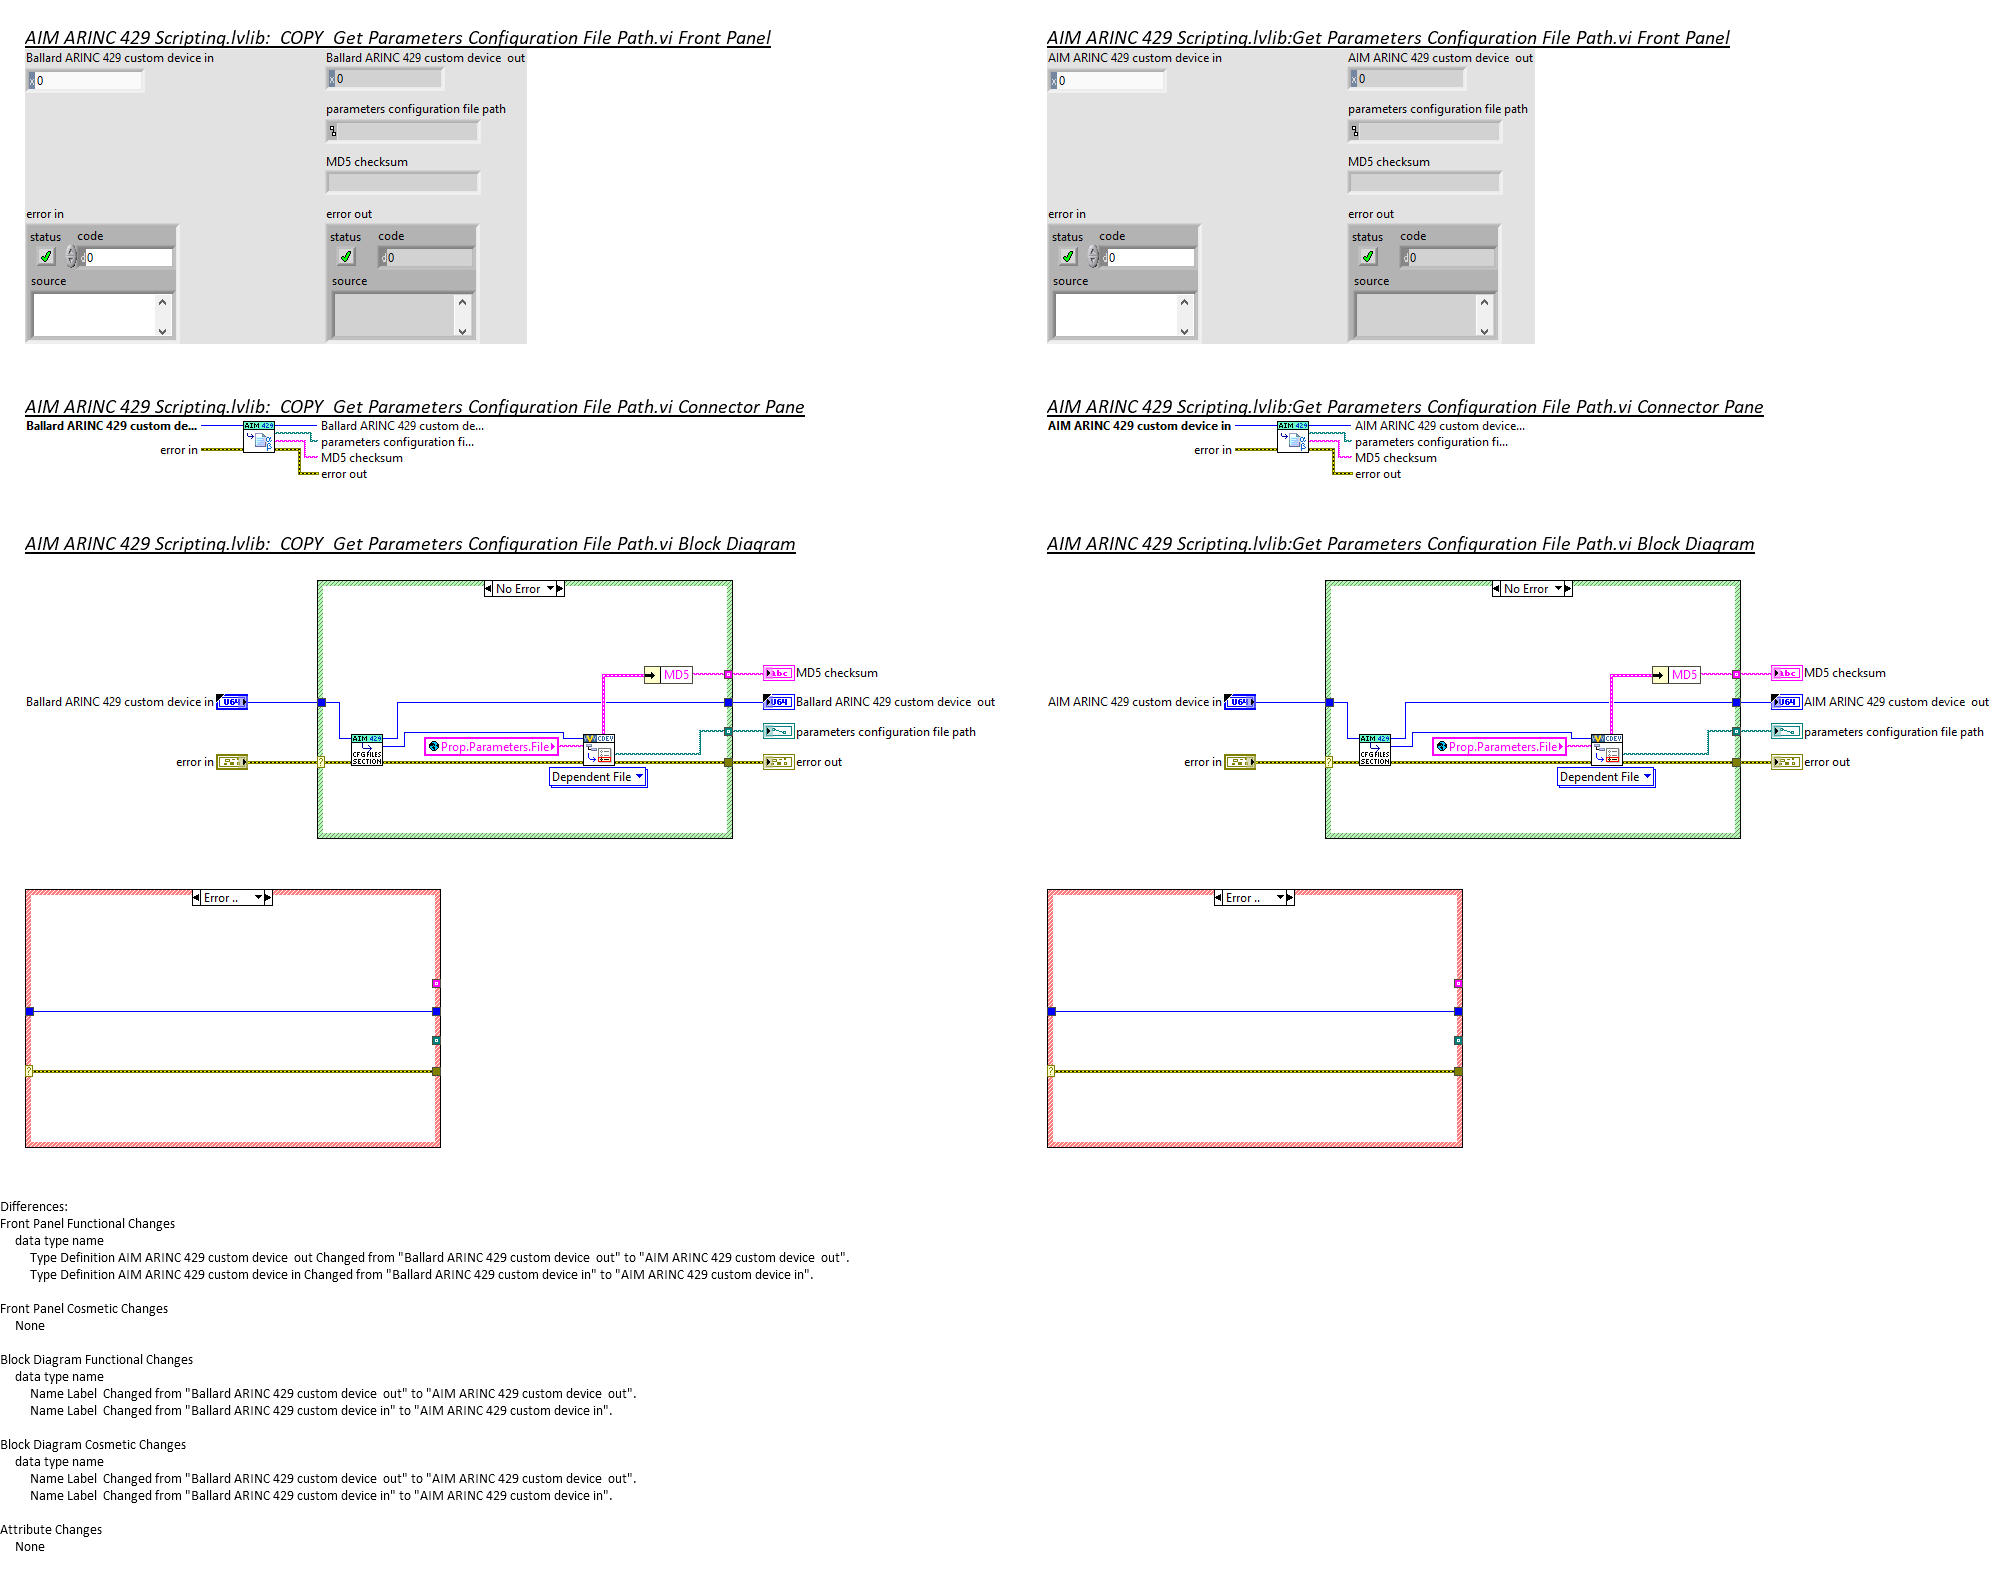 AIM ARINC 429 Scripting.lvlib:  COPY  Get Parameters Configuration File Path.vi Front Panel
Ballard ARINC 429 custom device in
Ballard ARINC 429 custom device  out
x 0
x 0
parameters configuration file path
MD5 checksum
error in
error out
status
code
status
code
d 0
d 0
source
source
AIM ARINC 429 Scripting.lvlib:Get Parameters Configuration File Path.vi Front Panel
AIM ARINC 429 custom device in
AIM ARINC 429 custom device  out
x 0
x 0
parameters configuration file path
MD5 checksum
error in
error out
status
code
status
code
d 0
d 0
source
source
AIM ARINC 429 Scripting.lvlib:  COPY  Get Parameters Configuration File Path.vi Connector Pane
Ballard ARINC 429 custom de...
AIM 429
Ballard ARINC 429 custom de...
parameters configuration fi...
error in
MD5 checksum
error out
AIM ARINC 429 Scripting.lvlib:Get Parameters Configuration File Path.vi Connector Pane
AIM ARINC 429 custom device in
AIM 429
AIM ARINC 429 custom device...
parameters configuration fi...
error in
MD5 checksum
error out
AIM ARINC 429 Scripting.lvlib:  COPY  Get Parameters Configuration File Path.vi Block Diagram
No Error
MD5
abc
MD5 checksum
Ballard ARINC 429 custom device in
U64
U64
Ballard ARINC 429 custom device  out
AIM 429
CFG FILES
SECTION
Prop.Parameters.File
CDEV
parameters configuration file path
error in
?
error out
Dependent File
Error ..
?
AIM ARINC 429 Scripting.lvlib:Get Parameters Configuration File Path.vi Block Diagram
No Error
MD5
abc
MD5 checksum
AIM ARINC 429 custom device in
U64
U64
AIM ARINC 429 custom device  out
AIM 429
CFG FILES
SECTION
Prop.Parameters.File
CDEV
parameters configuration file path
error in
?
error out
Dependent File
Error ..
?
Differences:
Front Panel Functional Changes
data type name
Type Definition AIM ARINC 429 custom device  out Changed from "Ballard ARINC 429 custom device  out" to "AIM ARINC 429 custom device  out".
Type Definition AIM ARINC 429 custom device in Changed from "Ballard ARINC 429 custom device in" to "AIM ARINC 429 custom device in".
Front Panel Cosmetic Changes
None
Block Diagram Functional Changes
data type name
Name Label  Changed from "Ballard ARINC 429 custom device  out" to "AIM ARINC 429 custom device  out".
Name Label  Changed from "Ballard ARINC 429 custom device in" to "AIM ARINC 429 custom device in".
Block Diagram Cosmetic Changes
data type name
Name Label  Changed from "Ballard ARINC 429 custom device  out" to "AIM ARINC 429 custom device  out".
Name Label  Changed from "Ballard ARINC 429 custom device in" to "AIM ARINC 429 custom device in".
Attribute Changes
None